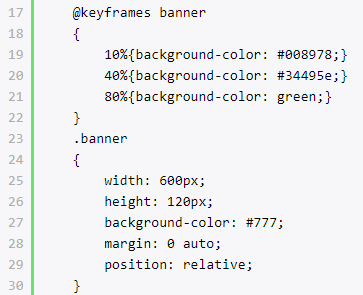 17 @keyframes banner
18 {
19 10%{background-color: #008978;}
20 40%{background-color: #34495e;}
21 80%{background-color: green;}
22 }
23 .banner
24 {
25 width: 600px;
26 height: 120px;
27 background-color: #777;
28 margin: 0 auto;
29 position: relative;
30 }